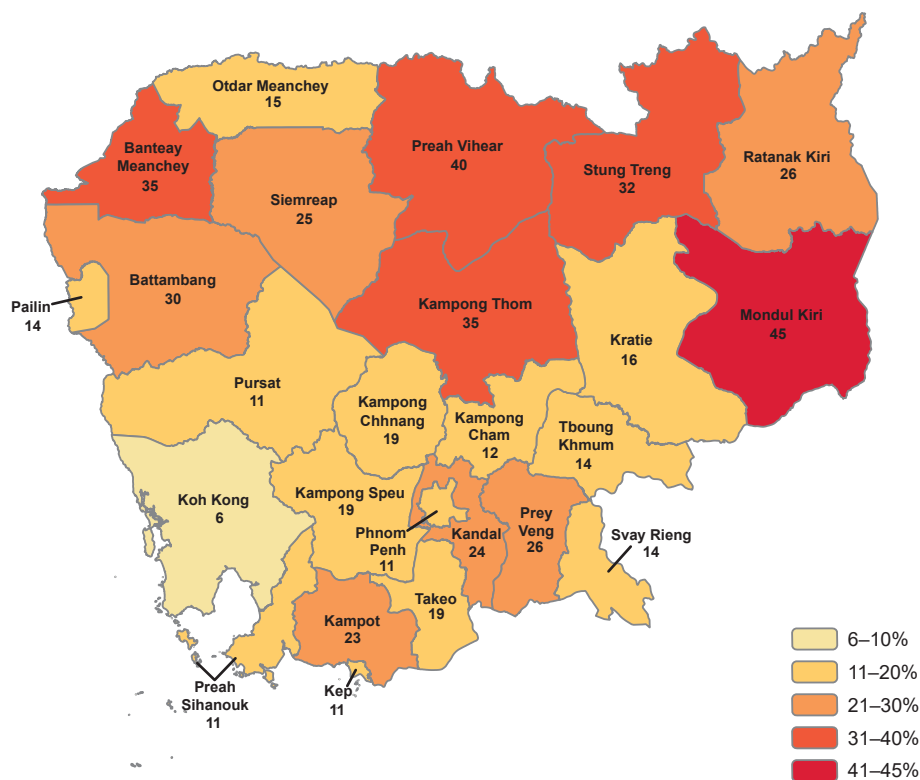 Otdar Meanchey
15
Banteay
Meanchey
35
Preah Vihear
40
Stung Treng
32
Ratanak Kiri
26
Siemreap
25
Battambang
30
Pailin
14
Kampong Thom
35
Kratie
16
Mondul Kiri
45
Pursat
11
Kampong
Chhnang
19
Kampong
Cham
12
Tboung
Khmum
14
Koh Kong
6
Kampong Speu
19
Phnom
Penh
11
Kandal
24
Prey
Veng
26
Svay Rieng
14
Takeo
19
Kampot
23
Preah
Sihanouk
11
Kep
11
6–10%
11–20%
21–30%
31–40%
41–45%